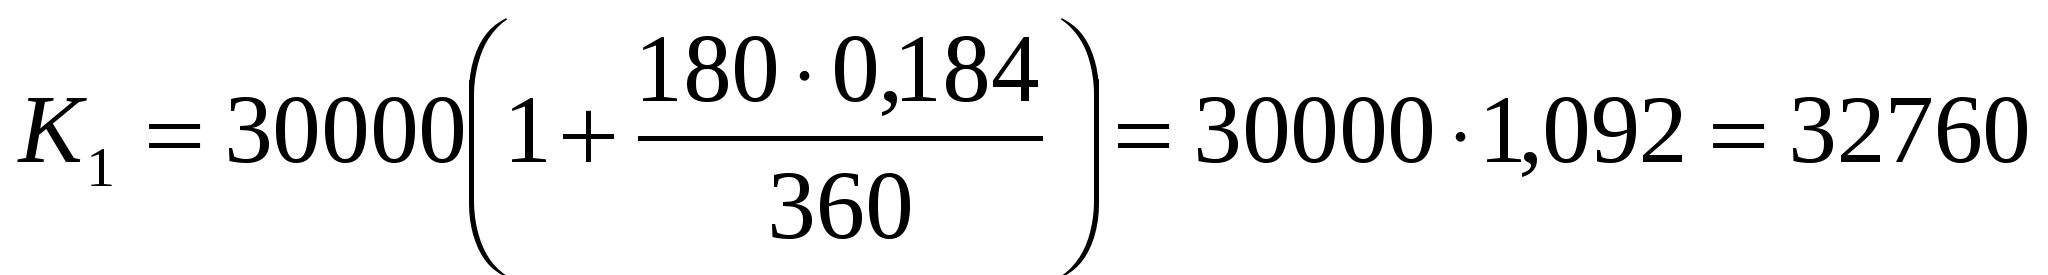 K₁ = 30000(1 + 180 · 0,184 / 360) = 30000 · 1,092 = 32760